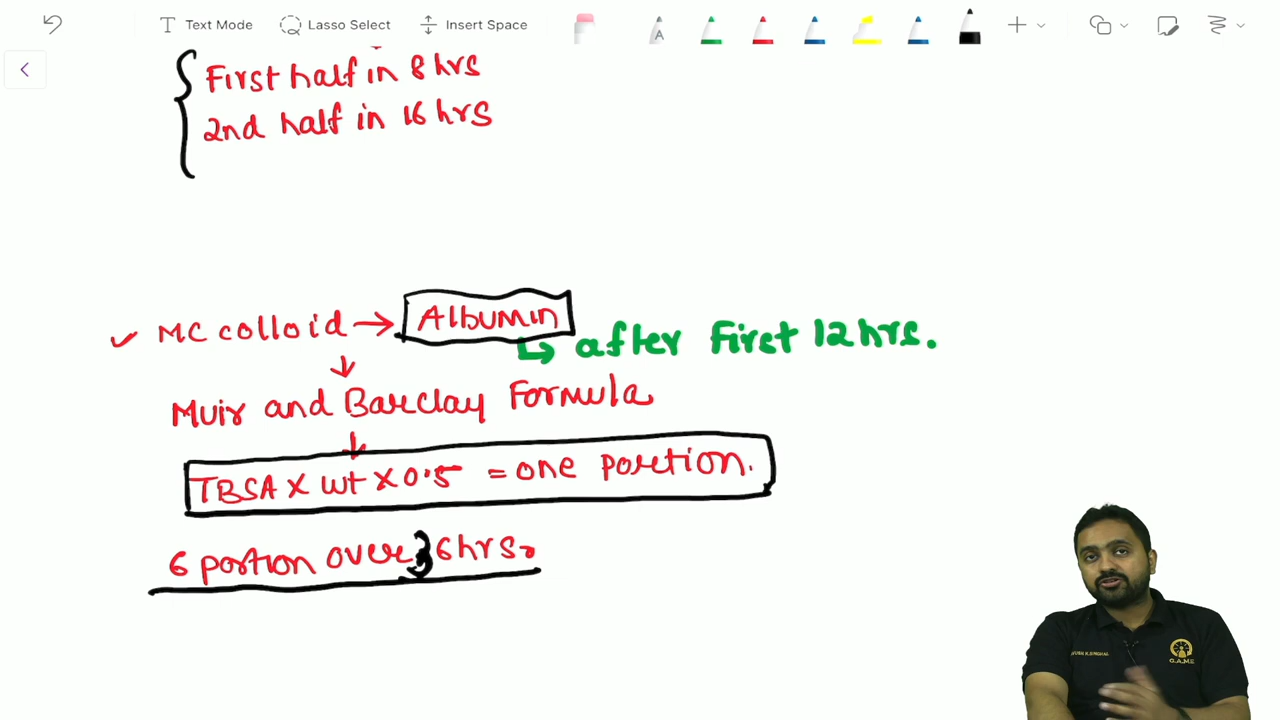 Text Mode Lasso Select Insert Space
A
First half in 8 hrs
2nd half in 16 hrs
MC colloid → Albumin
↳ after First 12 hrs.
Muir and Barclay Formula
TBSA X wt X 0.5 = one portion.
6 portion over 36 hrs.
G.A.M.E